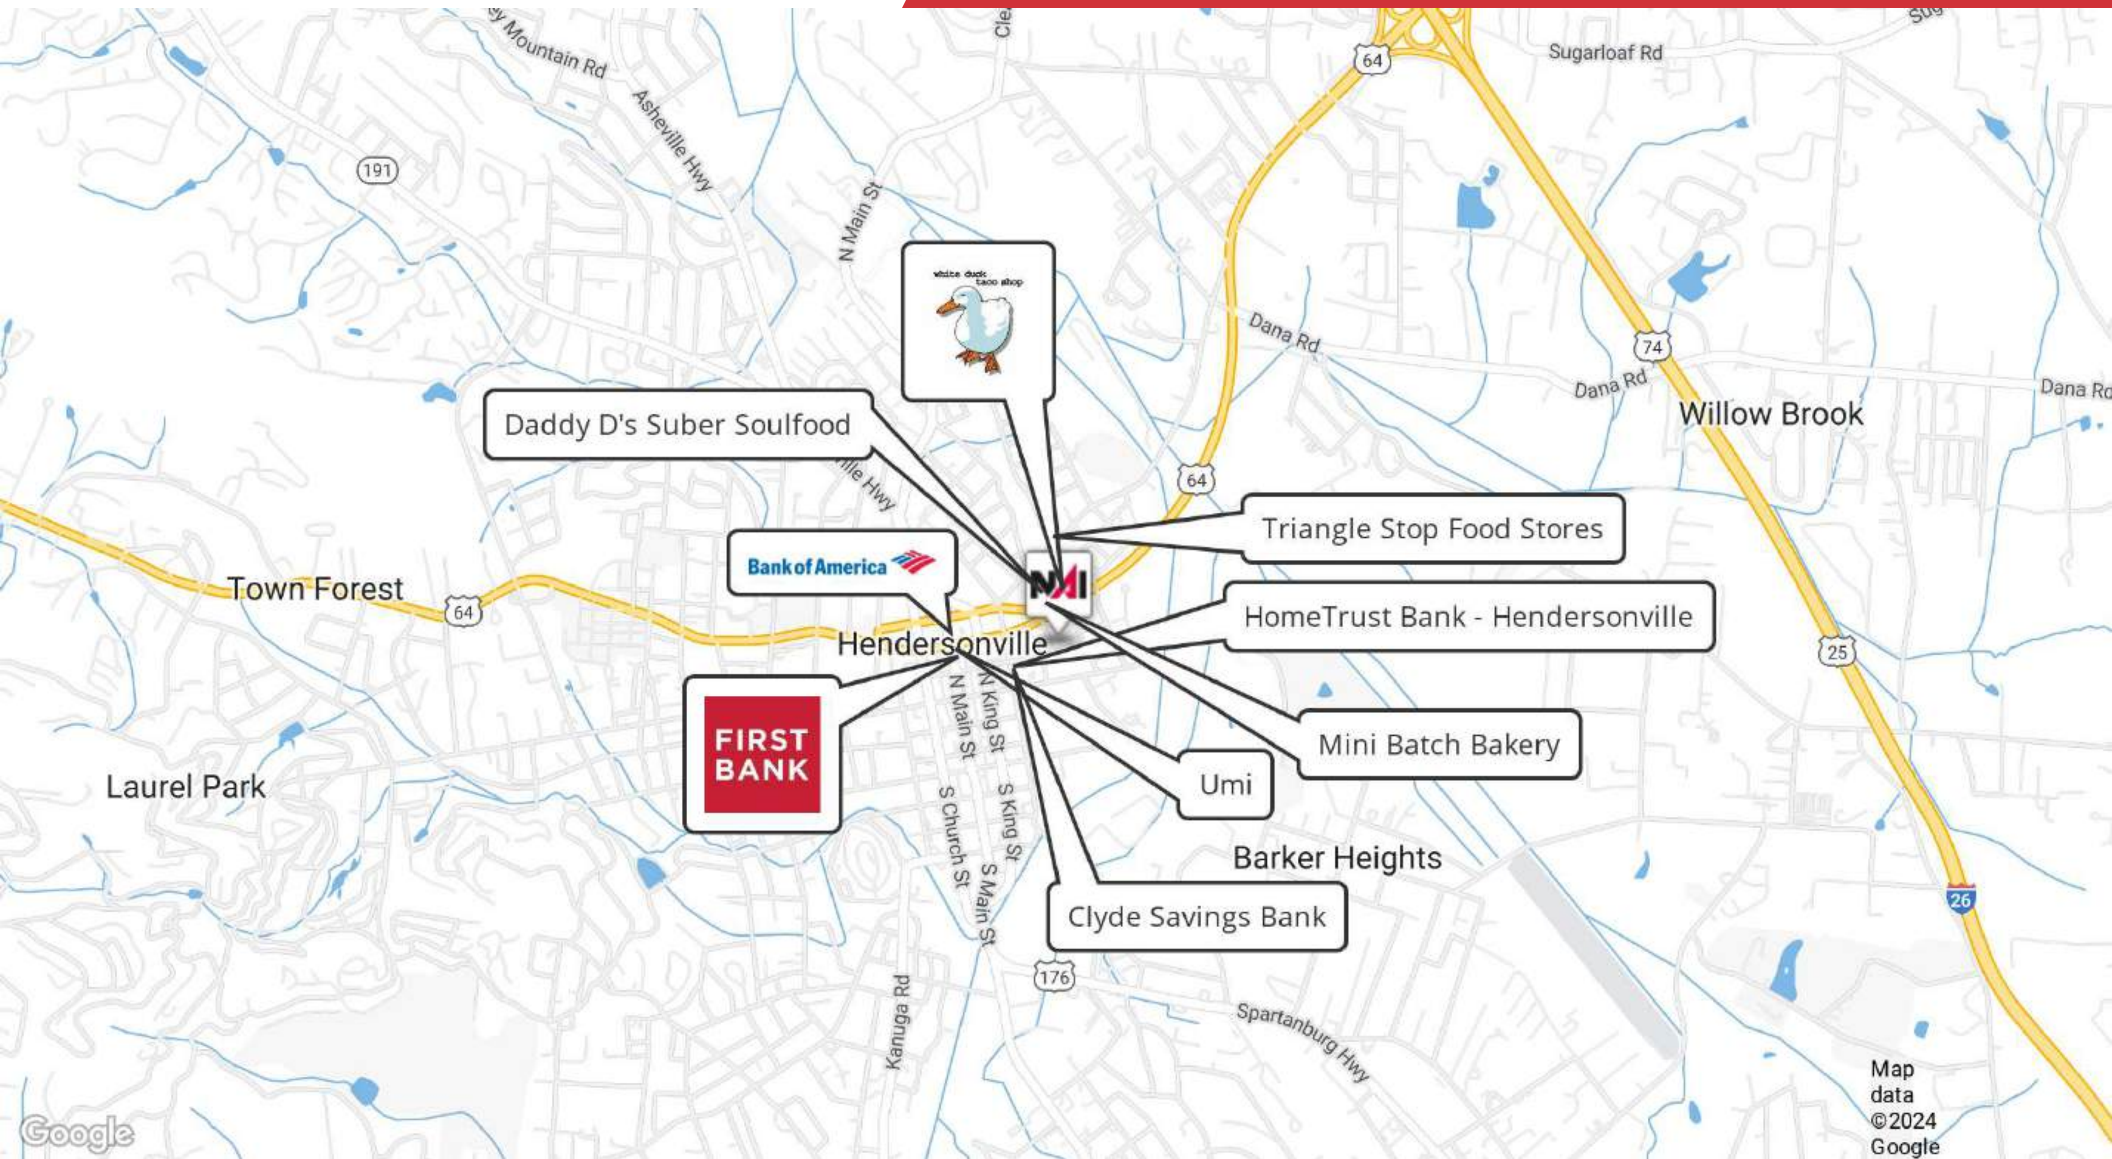 Cle
ey Mountain Rd
Sug
64
Sugarloaf Rd
Asheville Hwy
191
N Main St
white duck
taco shop
Dana Rd
74
Dana Rd
Dana Rd
Willow Brook
Daddy D's Suber Soulfood
ille Hwy
64
Triangle Stop Food Stores
Bank of America
NAI
Town Forest
64
HomeTrust Bank - Hendersonville
Hendersonville
25
N Main St
N King St
FIRST
BANK
Mini Batch Bakery
Laurel Park
Umi
S Church St
S King St
Barker Heights
S Main St
26
Clyde Savings Bank
176
Kanuga Rd
Spartanburg Hwy
Map
data
©2024
Google
Google